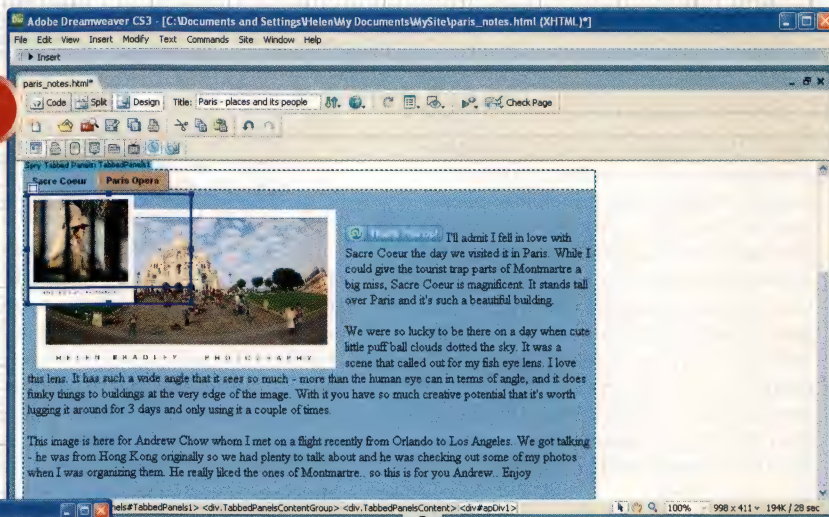 Adobe Dreamweaver CS3 - [C:\Documents and Settings\Helen\My Documents\MySite\paris_notes.html (XHTML)*]
File Edit View Insert Modify Text Commands Site Window Help
Insert
paris_notes.html*
Code Split Design Title: Paris - places and its people Check Page
Spry Tabbed Panels: TabbedPanels1
Sacre Coeur Paris Opera
I'll admit I fell in love with
Sacre Coeur the day we visited it in Paris. While I
could give the tourist trap parts of Montmartre a
big miss, Sacre Coeur is magnificent. It stands tall
over Paris and it's such a beautiful building.
We were so lucky to be there on a day when cute
little puff ball clouds dotted the sky. It was a
scene that called out for my fish eye lens. I love
HELEN BRADLEY PHOTOGRAPHY
this lens. It has such a wide angle that it sees so much - more than the human eye can in terms of angle, and it does
funky things to buildings at the very edge of the image. With it you have so much creative potential that it's worth
lugging it around for 3 days and only using it a couple of times.
This image is here for Andrew Chow whom I met on a flight recently from Orlando to Los Angeles. We got talking
- he was from Hong Kong originally so we had plenty to talk about and he was checking out some of my photos
when I was organizing them. He really liked the ones of Montmartre.. so this is for you Andrew.. Enjoy
nels#TabbedPanels1> <div.TabbedPanelsContentGroup> <div.TabbedPanelsContent> <div#apDiv1> 100% 998 x 411 194K / 28 sec